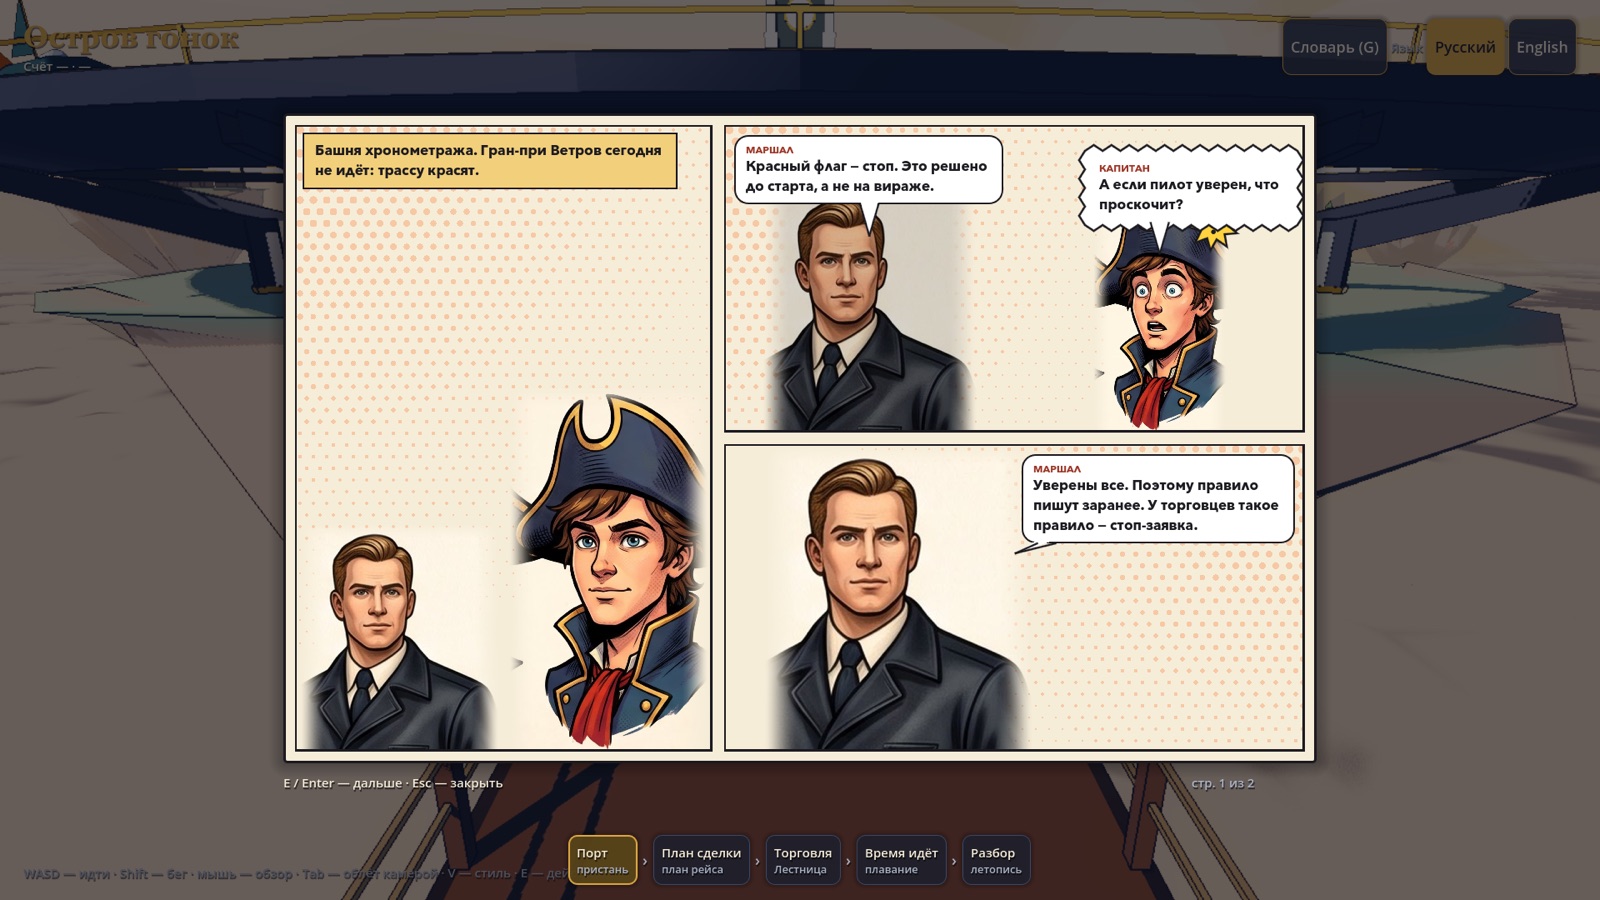 Остров гонок
Счёт — · —
Словарь (G)
Язык
Русский
English
Башня хронометража. Гран-при Ветров сегодня
не идёт: трассу красят.
МАРШАЛ
Красный флаг – стоп. Это решено
до старта, а не на вираже.
КАПИТАН
А если пилот уверен, что
проскочит?
МАРШАЛ
Уверены все. Поэтому правило
пишут заранее. У торговцев такое
правило – стоп-заявка.
E / Enter — дальше · Esc — закрыть
стр. 1 из 2
Порт
пристань
›
План сделки
план рейса
›
Торговля
Лестница
›
Время идёт
плавание
›
Разбор
летопись
WASD — идти · Shift — бег · мышь — обзор · Tab — облёт камерой · V — стиль · E —